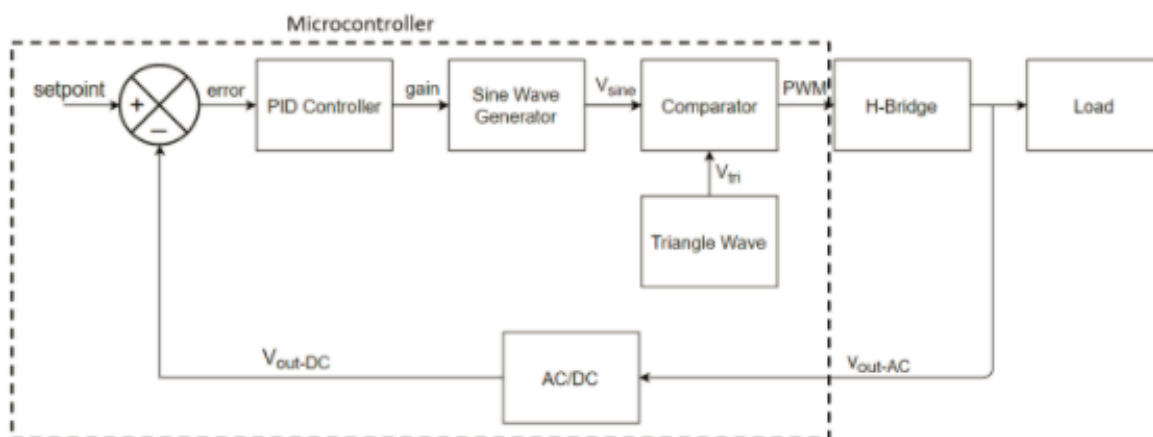 Microcontroller
setpoint
+
−
error
PID Controller
gain
Sine Wave
Generator
Vsine
Comparator
PWM
H-Bridge
Load
Vtri
Triangle Wave
Vout-DC
AC/DC
vout-AC